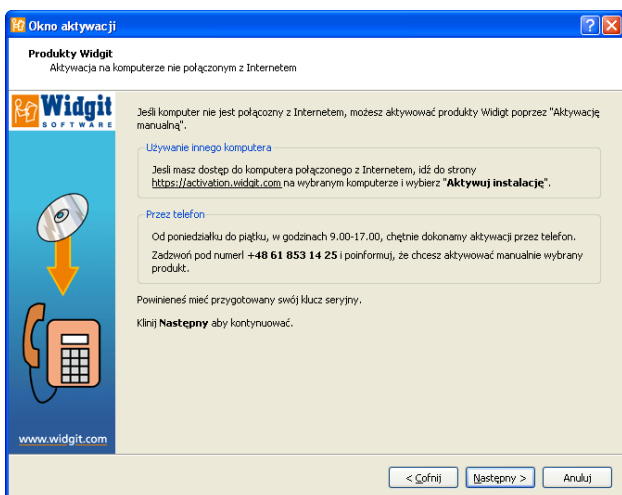 Okno aktywacji
Produkty Widgit
Aktywacja na komputerze nie połączonym z Internetem
Widgit
SOFTWARE
Jeśli komputer nie jest połącozny z Internetem, możesz aktywować produkty Widigt poprzez "Aktywację
manualną".
Używanie innego komputera
Jesli masz dostęp do komputera połączonego z Internetem, idź do strony
https://activation.widgit.com na wybranym komputerze i wybierz "Aktywuj instalację".
Przez telefon
Od poniedziałku do piątku, w godzinach 9.00-17.00, chętnie dokonamy aktywacji przez telefon.
Zadzwoń pod numerl +48 61 853 14 25 i poinformuj, że chcesz aktywować manualnie wybrany
produkt.
Powinieneś mieć przygotowany swój klucz seryjny.
Klinij Następny aby kontynuować.
www.widgit.com
< Cofnij
Następny >
Anuluj